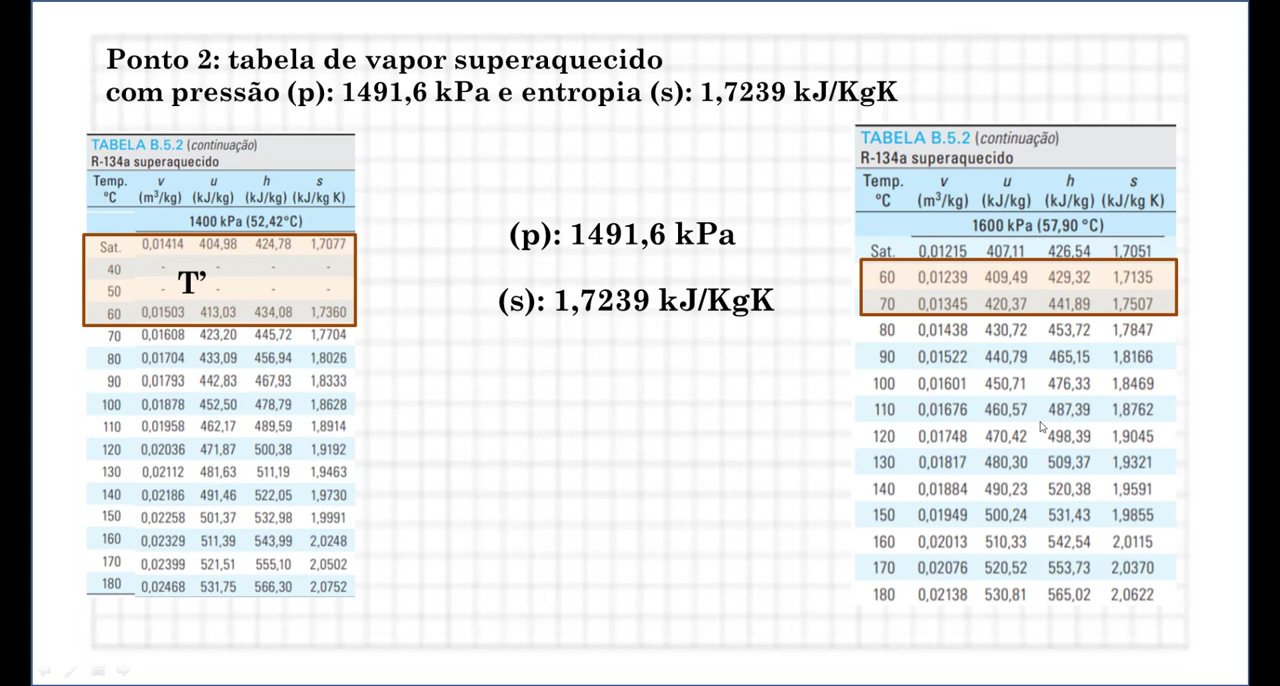 Ponto 2: tabela de vapor superaquecido
com pressão (p): 1491,6 kPa e entropia (s): 1,7239 kJ/KgK
TABELA B.5.2 (continuação)
R-134a superaquecido
Temp. v u h s
°C (m³/kg) (kJ/kg) (kJ/kg) (kJ/kg K)
1400 kPa (52,42°C)
Sat. 0,01414 404,98 424,78 1,7077
40 - - - -
50 - - - -
T’
60 0,01503 413,03 434,08 1,7360
70 0,01608 423,20 445,72 1,7704
80 0,01704 433,09 456,94 1,8026
90 0,01793 442,83 467,93 1,8333
100 0,01878 452,50 478,79 1,8628
110 0,01958 462,17 489,59 1,8914
120 0,02036 471,87 500,38 1,9192
130 0,02112 481,63 511,19 1,9463
140 0,02186 491,46 522,05 1,9730
150 0,02258 501,37 532,98 1,9991
160 0,02329 511,39 543,99 2,0248
170 0,02399 521,51 555,10 2,0502
180 0,02468 531,75 566,30 2,0752
(p): 1491,6 kPa
(s): 1,7239 kJ/KgK
TABELA B.5.2 (continuação)
R-134a superaquecido
Temp. v u h s
°C (m³/kg) (kJ/kg) (kJ/kg) (kJ/kg K)
1600 kPa (57,90 °C)
Sat. 0,01215 407,11 426,54 1,7051
60 0,01239 409,49 429,32 1,7135
70 0,01345 420,37 441,89 1,7507
80 0,01438 430,72 453,72 1,7847
90 0,01522 440,79 465,15 1,8166
100 0,01601 450,71 476,33 1,8469
110 0,01676 460,57 487,39 1,8762
120 0,01748 470,42 498,39 1,9045
130 0,01817 480,30 509,37 1,9321
140 0,01884 490,23 520,38 1,9591
150 0,01949 500,24 531,43 1,9855
160 0,02013 510,33 542,54 2,0115
170 0,02076 520,52 553,73 2,0370
180 0,02138 530,81 565,02 2,0622